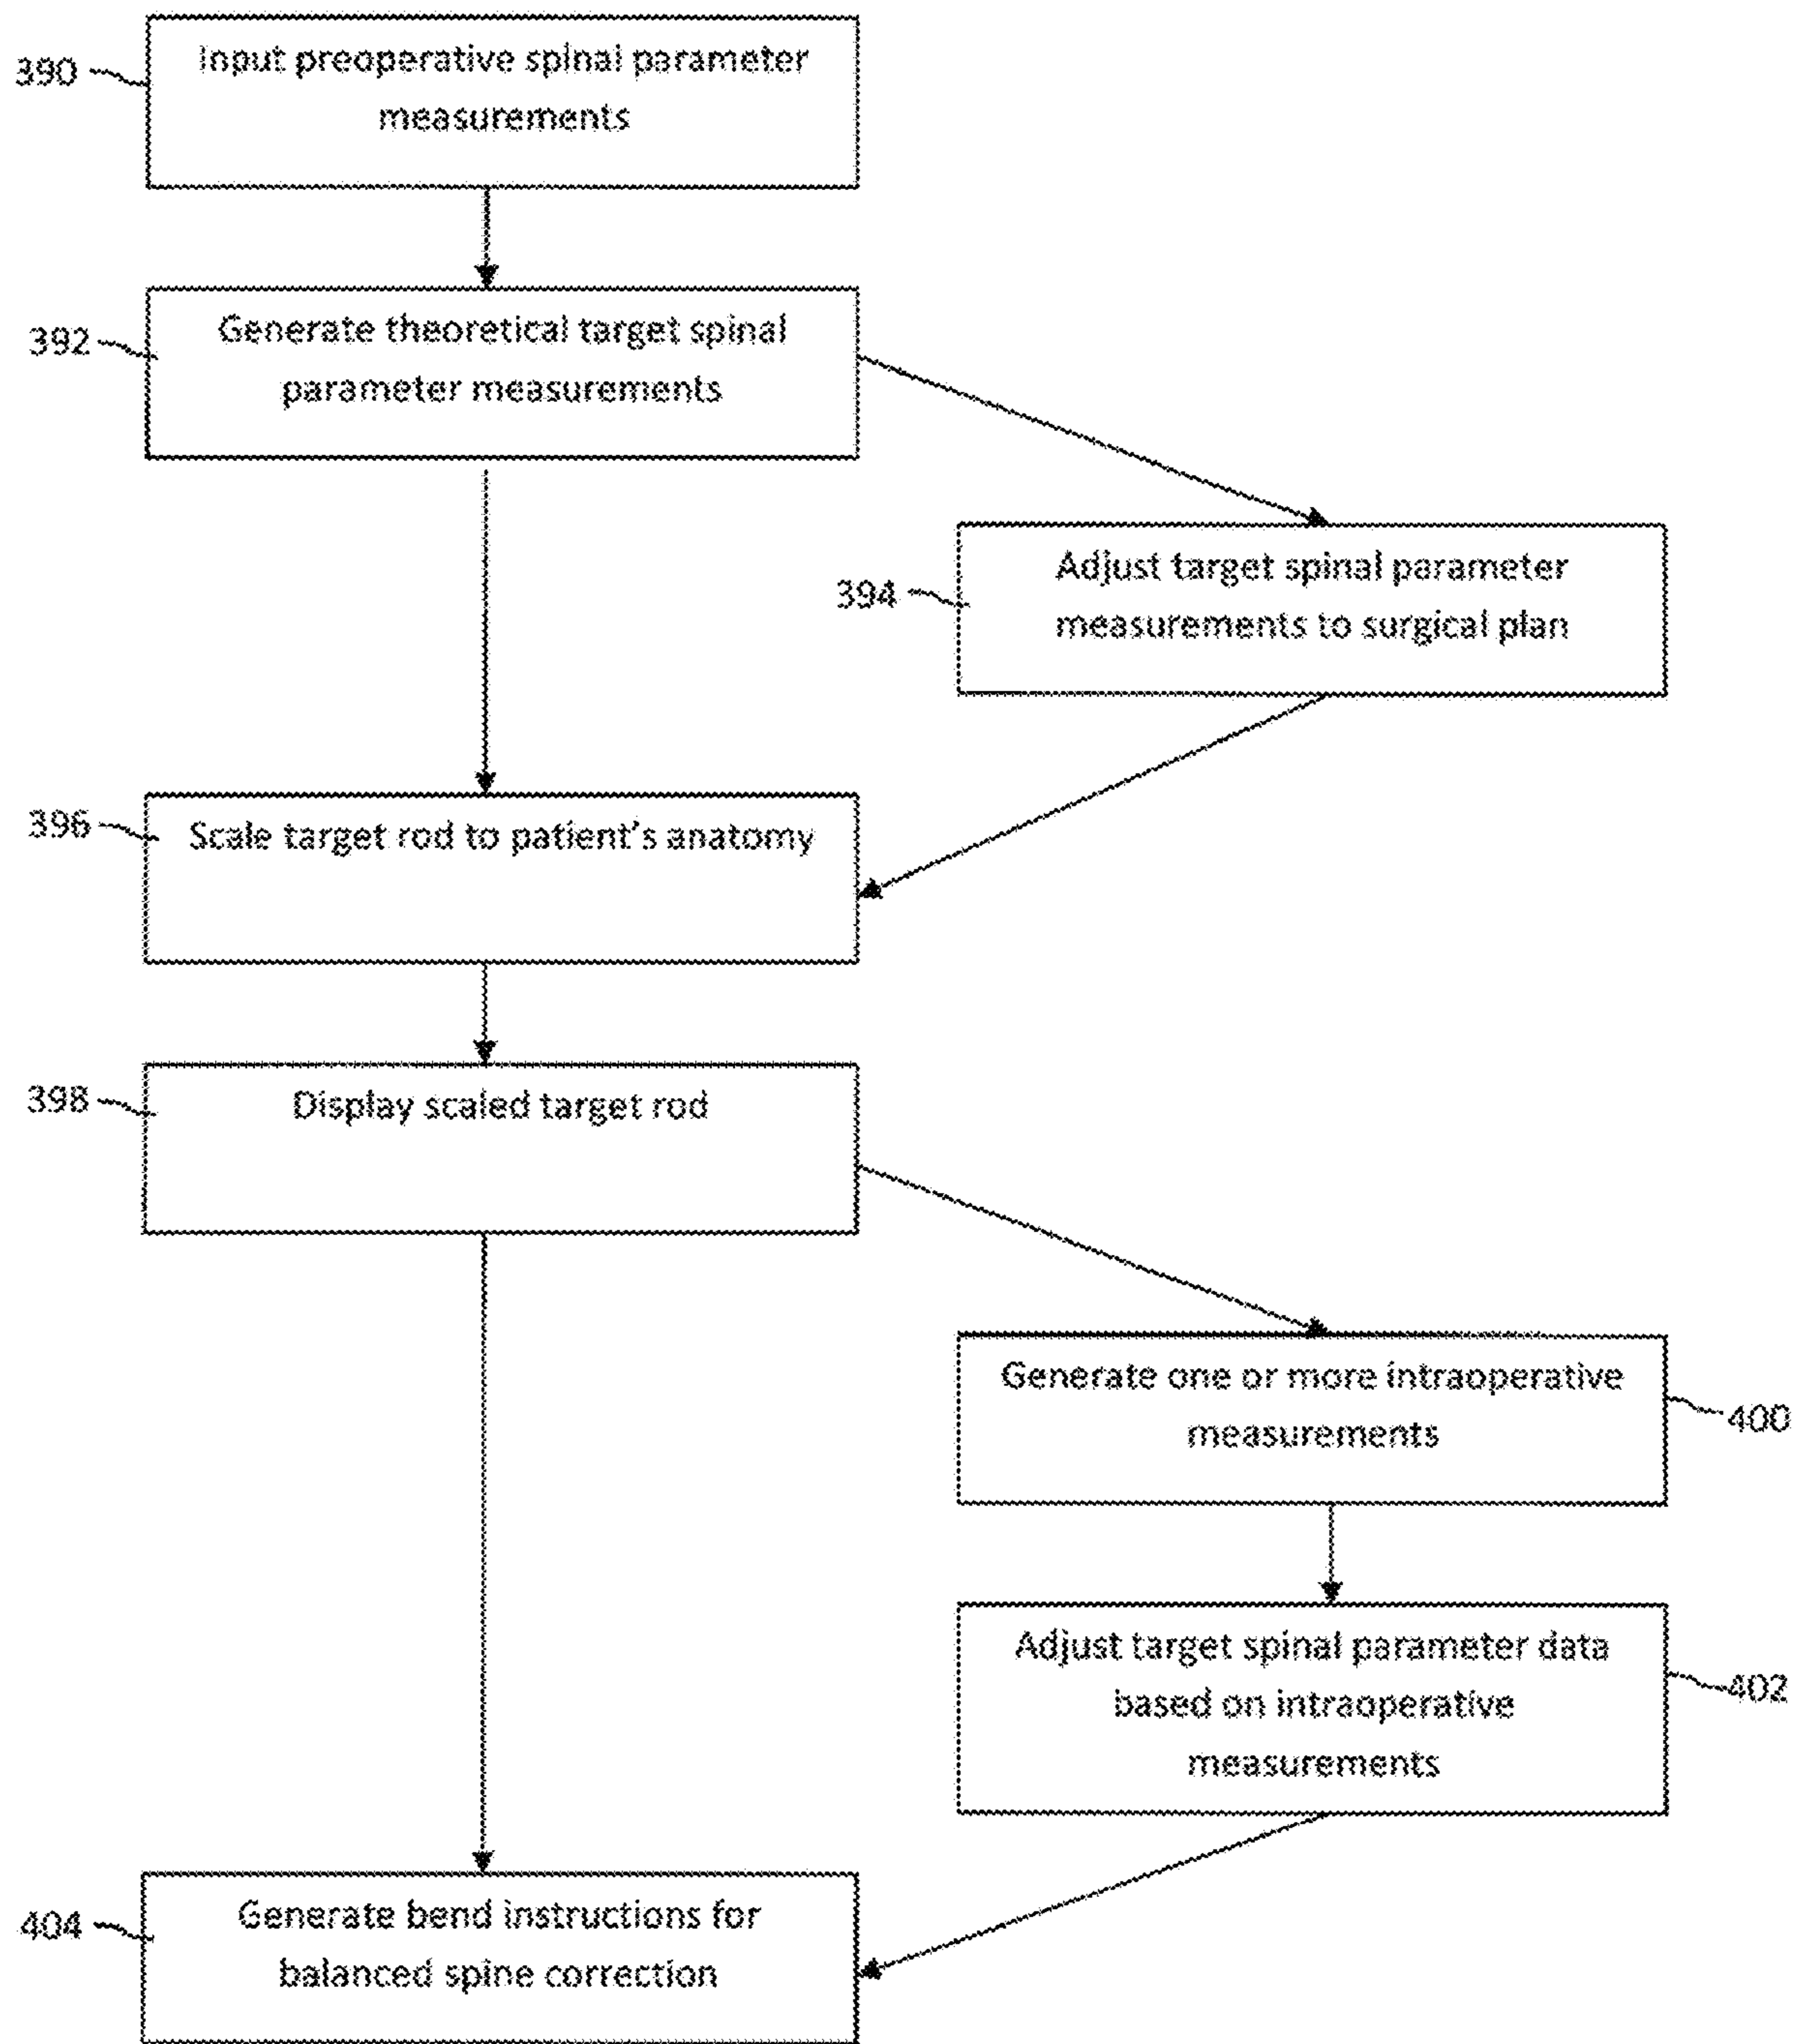 390
Input preoperative spinal parameter
measurements
392
Generate theoretical target spinal
parameter measurements
394
Adjust target spinal parameter
measurements to surgical plan
396
Scale target rod to patient's anatomy
398
Display scaled target rod
Generate one or more intraoperative
measurements
400
Adjust target spinal parameter data
based on intraoperative
measurements
402
404
Generate bend instructions for
balanced spine correction